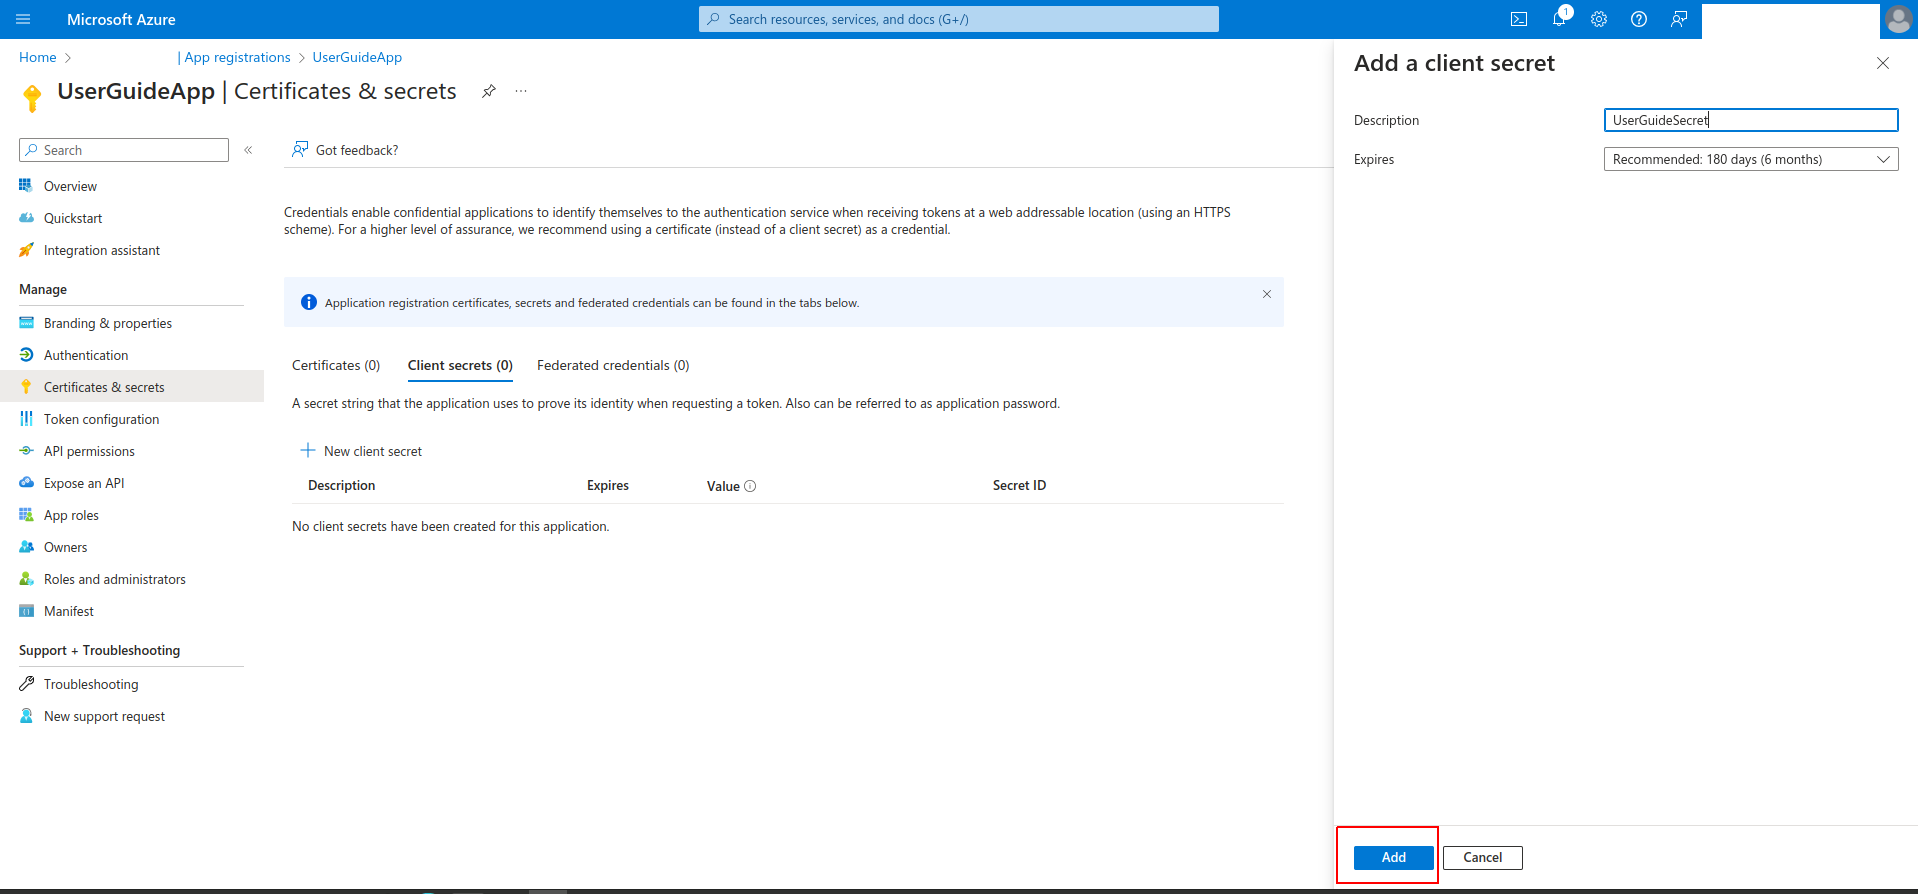 Microsoft Azure
Search resources, services, and docs (G+/)
1
Home > | App registrations > UserGuideApp
UserGuideApp | Certificates & secrets
Search
Overview
Quickstart
Integration assistant
Manage
Branding & properties
Authentication
Certificates & secrets
Token configuration
API permissions
Expose an API
App roles
Owners
Roles and administrators
Manifest
Support + Troubleshooting
Troubleshooting
New support request
Got feedback?
Credentials enable confidential applications to identify themselves to the authentication service when receiving tokens at a web addressable location (using an HTTPS
scheme). For a higher level of assurance, we recommend using a certificate (instead of a client secret) as a credential.
Application registration certificates, secrets and federated credentials can be found in the tabs below.
Certificates (0) Client secrets (0) Federated credentials (0)
A secret string that the application uses to prove its identity when requesting a token. Also can be referred to as application password.
New client secret
Description Expires Value Secret ID
No client secrets have been created for this application.
Add a client secret
Description UserGuideSecret
Expires Recommended: 180 days (6 months)
Add Cancel